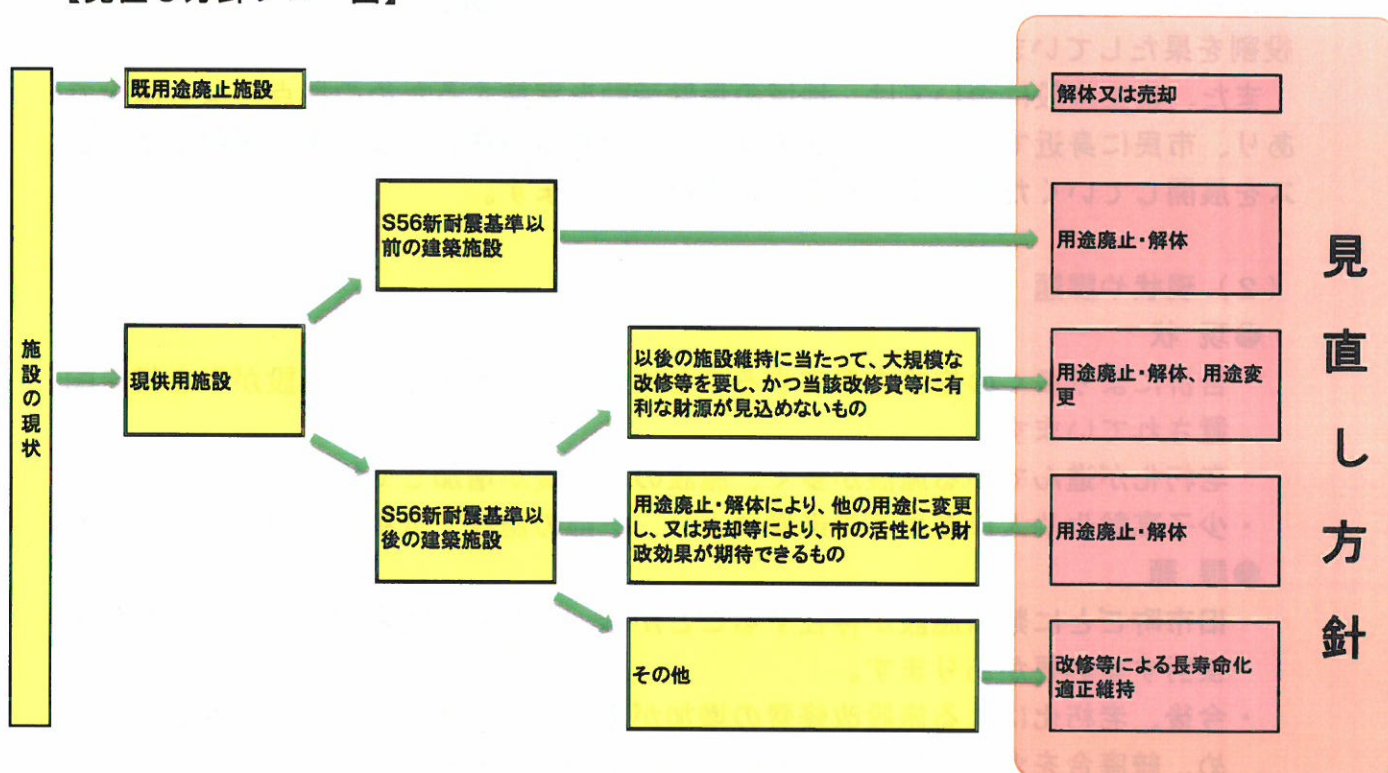 既用途廃止施設
解体又は売却
S56新耐震基準以
前の建築施設
用途廃止・解体
施設の現状
現供用施設
以後の施設維持に当たって、大規模な
改修等を要し、かつ当該改修費等に有
利な財源が見込めないもの
用途廃止・解体、用途変
更
S56新耐震基準以
後の建築施設
用途廃止・解体により、他の用途に変更
し、又は売却等により、市の活性化や財
政効果が期待できるもの
用途廃止・解体
その他
改修等による長寿命化
適正維持
見直し方針